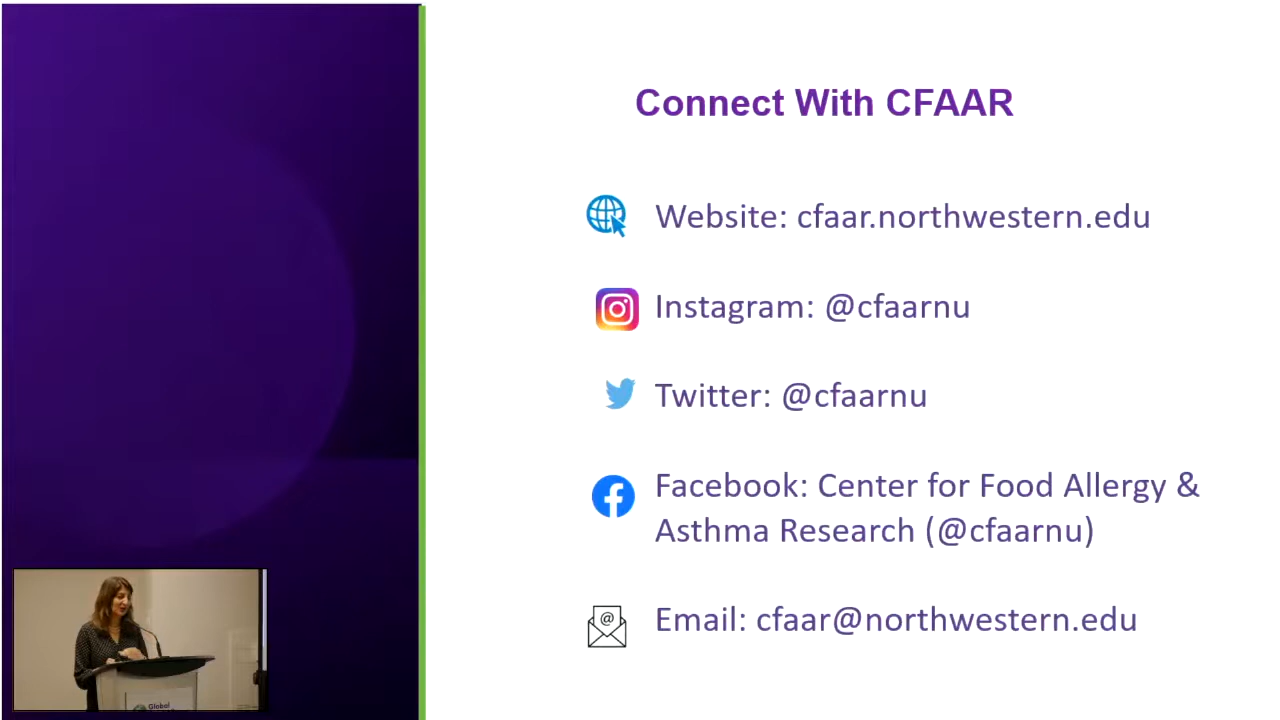 Connect With CFAAR
Website: cfaar.northwestern.edu
Instagram: @cfaarnu
Twitter: @cfaarnu
Facebook: Center for Food Allergy &
Asthma Research (@cfaarnu)
@
Email: cfaar@northwestern.edu
Global